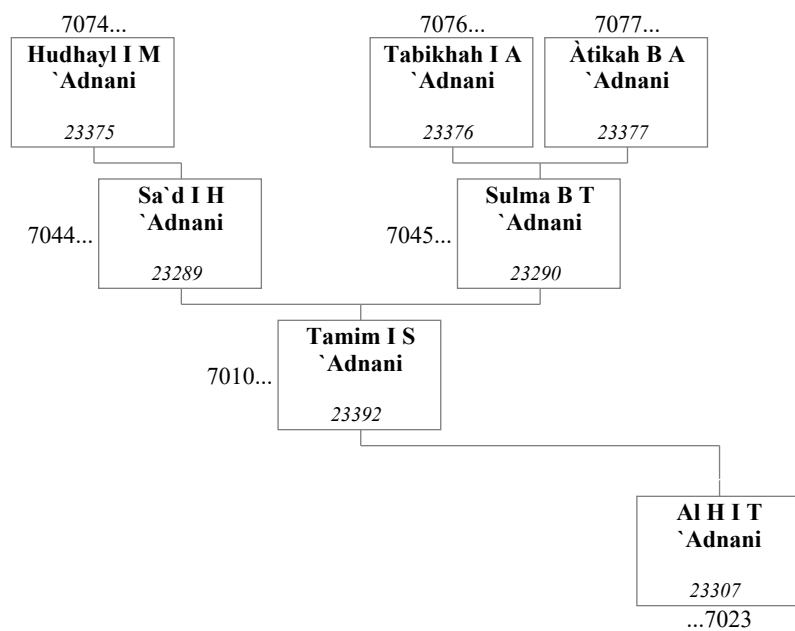 7074...
Hudhayl I M
`Adnani
23375
7076...
Tabikhah I A
`Adnani
23376
7077...
Àtikah B A
`Adnani
23377
7044...
Sa`d I H
`Adnani
23289
7045...
Sulma B T
`Adnani
23290
7010...
Tamim I S
`Adnani
23392
Al H I T
`Adnani
23307
...7023